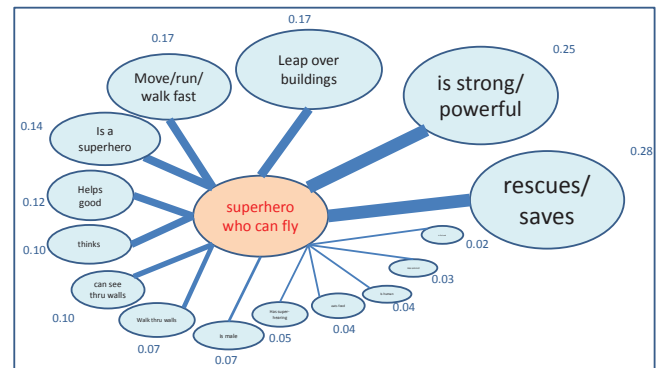 0.17
0.17
0.25
0.28
0.14
0.12
0.10
0.10
0.07
0.07
0.05
0.04
0.04
0.03
0.02
Move/run/
walk fast
Leap over
buildings
is strong/
powerful
rescues/
saves
Is a
superhero
Helps
good
thinks
can see
thru walls
Walk thru walls
Is male
Has super-
hearing
superhero
who can fly